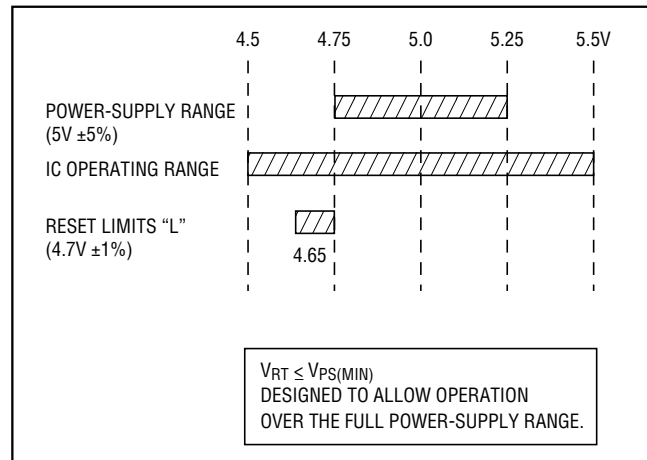 4.5 4.75 5.0 5.25 5.5V
POWER-SUPPLY RANGE
(5V ±5%)
IC OPERATING RANGE
RESET LIMITS “L”
(4.7V ±1%)
4.65
VRT ≤ VPS(MIN)
DESIGNED TO ALLOW OPERATION
OVER THE FULL POWER-SUPPLY RANGE.